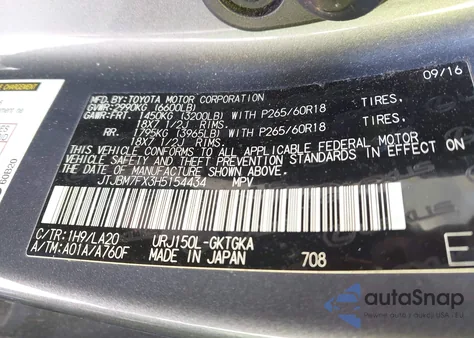 09/16
MFD. BY: TOYOTA MOTOR CORPORATION
GVWR: 2990KG (6600LB)
GAWR: FRT. 1450KG (3200LB) WITH P265/60R18 TIRES.
18X7 1/2J RIMS
RR. 1795KG (3965LB) WITH P265/60R18 TIRES.
18X7 1/2J RIMS
THIS VEHICLE CONFORMS TO ALL APPLICABLE FEDERAL MOTOR
VEHICLE SAFETY STANDARDS IN EFFECT ON
THE DATE OF MANUFACTURE SHOWN ABOVE.
JTJBM7FX3H5154434 MPV
C/TR: 1H9/LA20 URJ150L-GKTGKA
A/TM: A01A/A760F MADE IN JAPAN 708
60B20
autoSnap